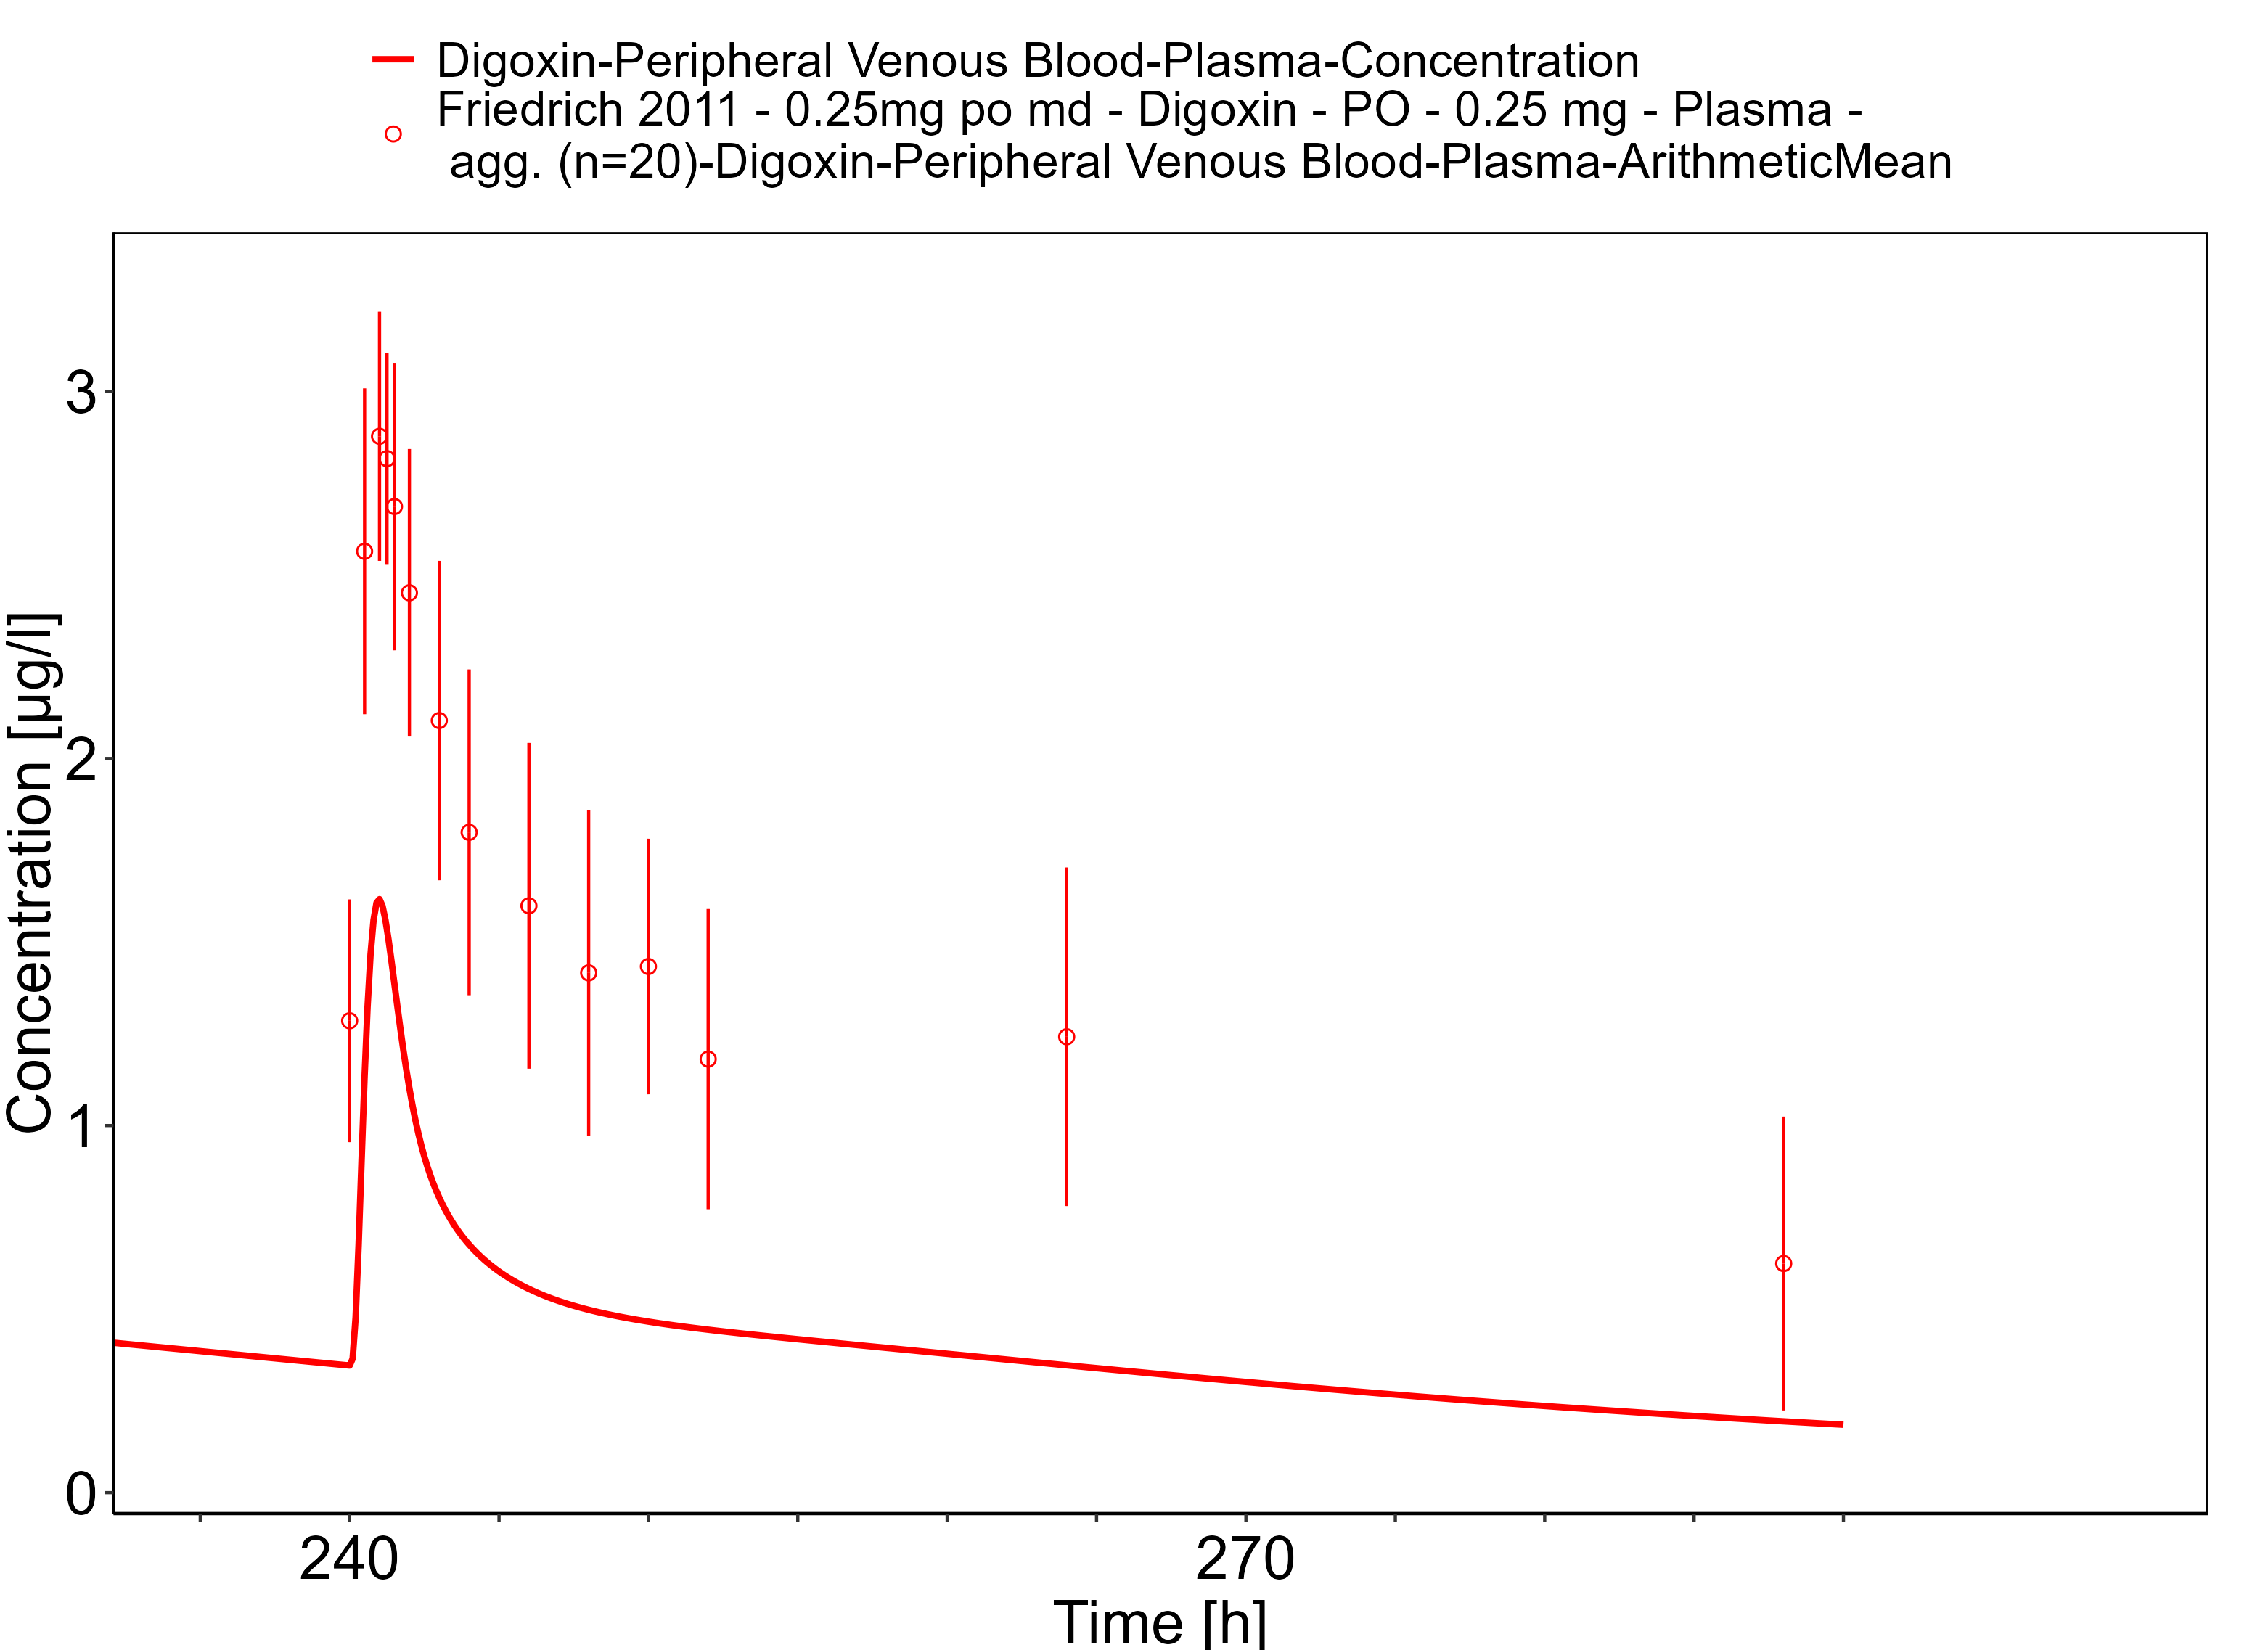 Digoxin-Peripheral Venous Blood-Plasma-Concentration
Friedrich 2011 - 0.25mg po md - Digoxin - PO - 0.25 mg - Plasma -
agg. (n=20)-Digoxin-Peripheral Venous Blood-Plasma-ArithmeticMean
Concentration [µg/l]
3
2
1
0
240
270
Time [h]